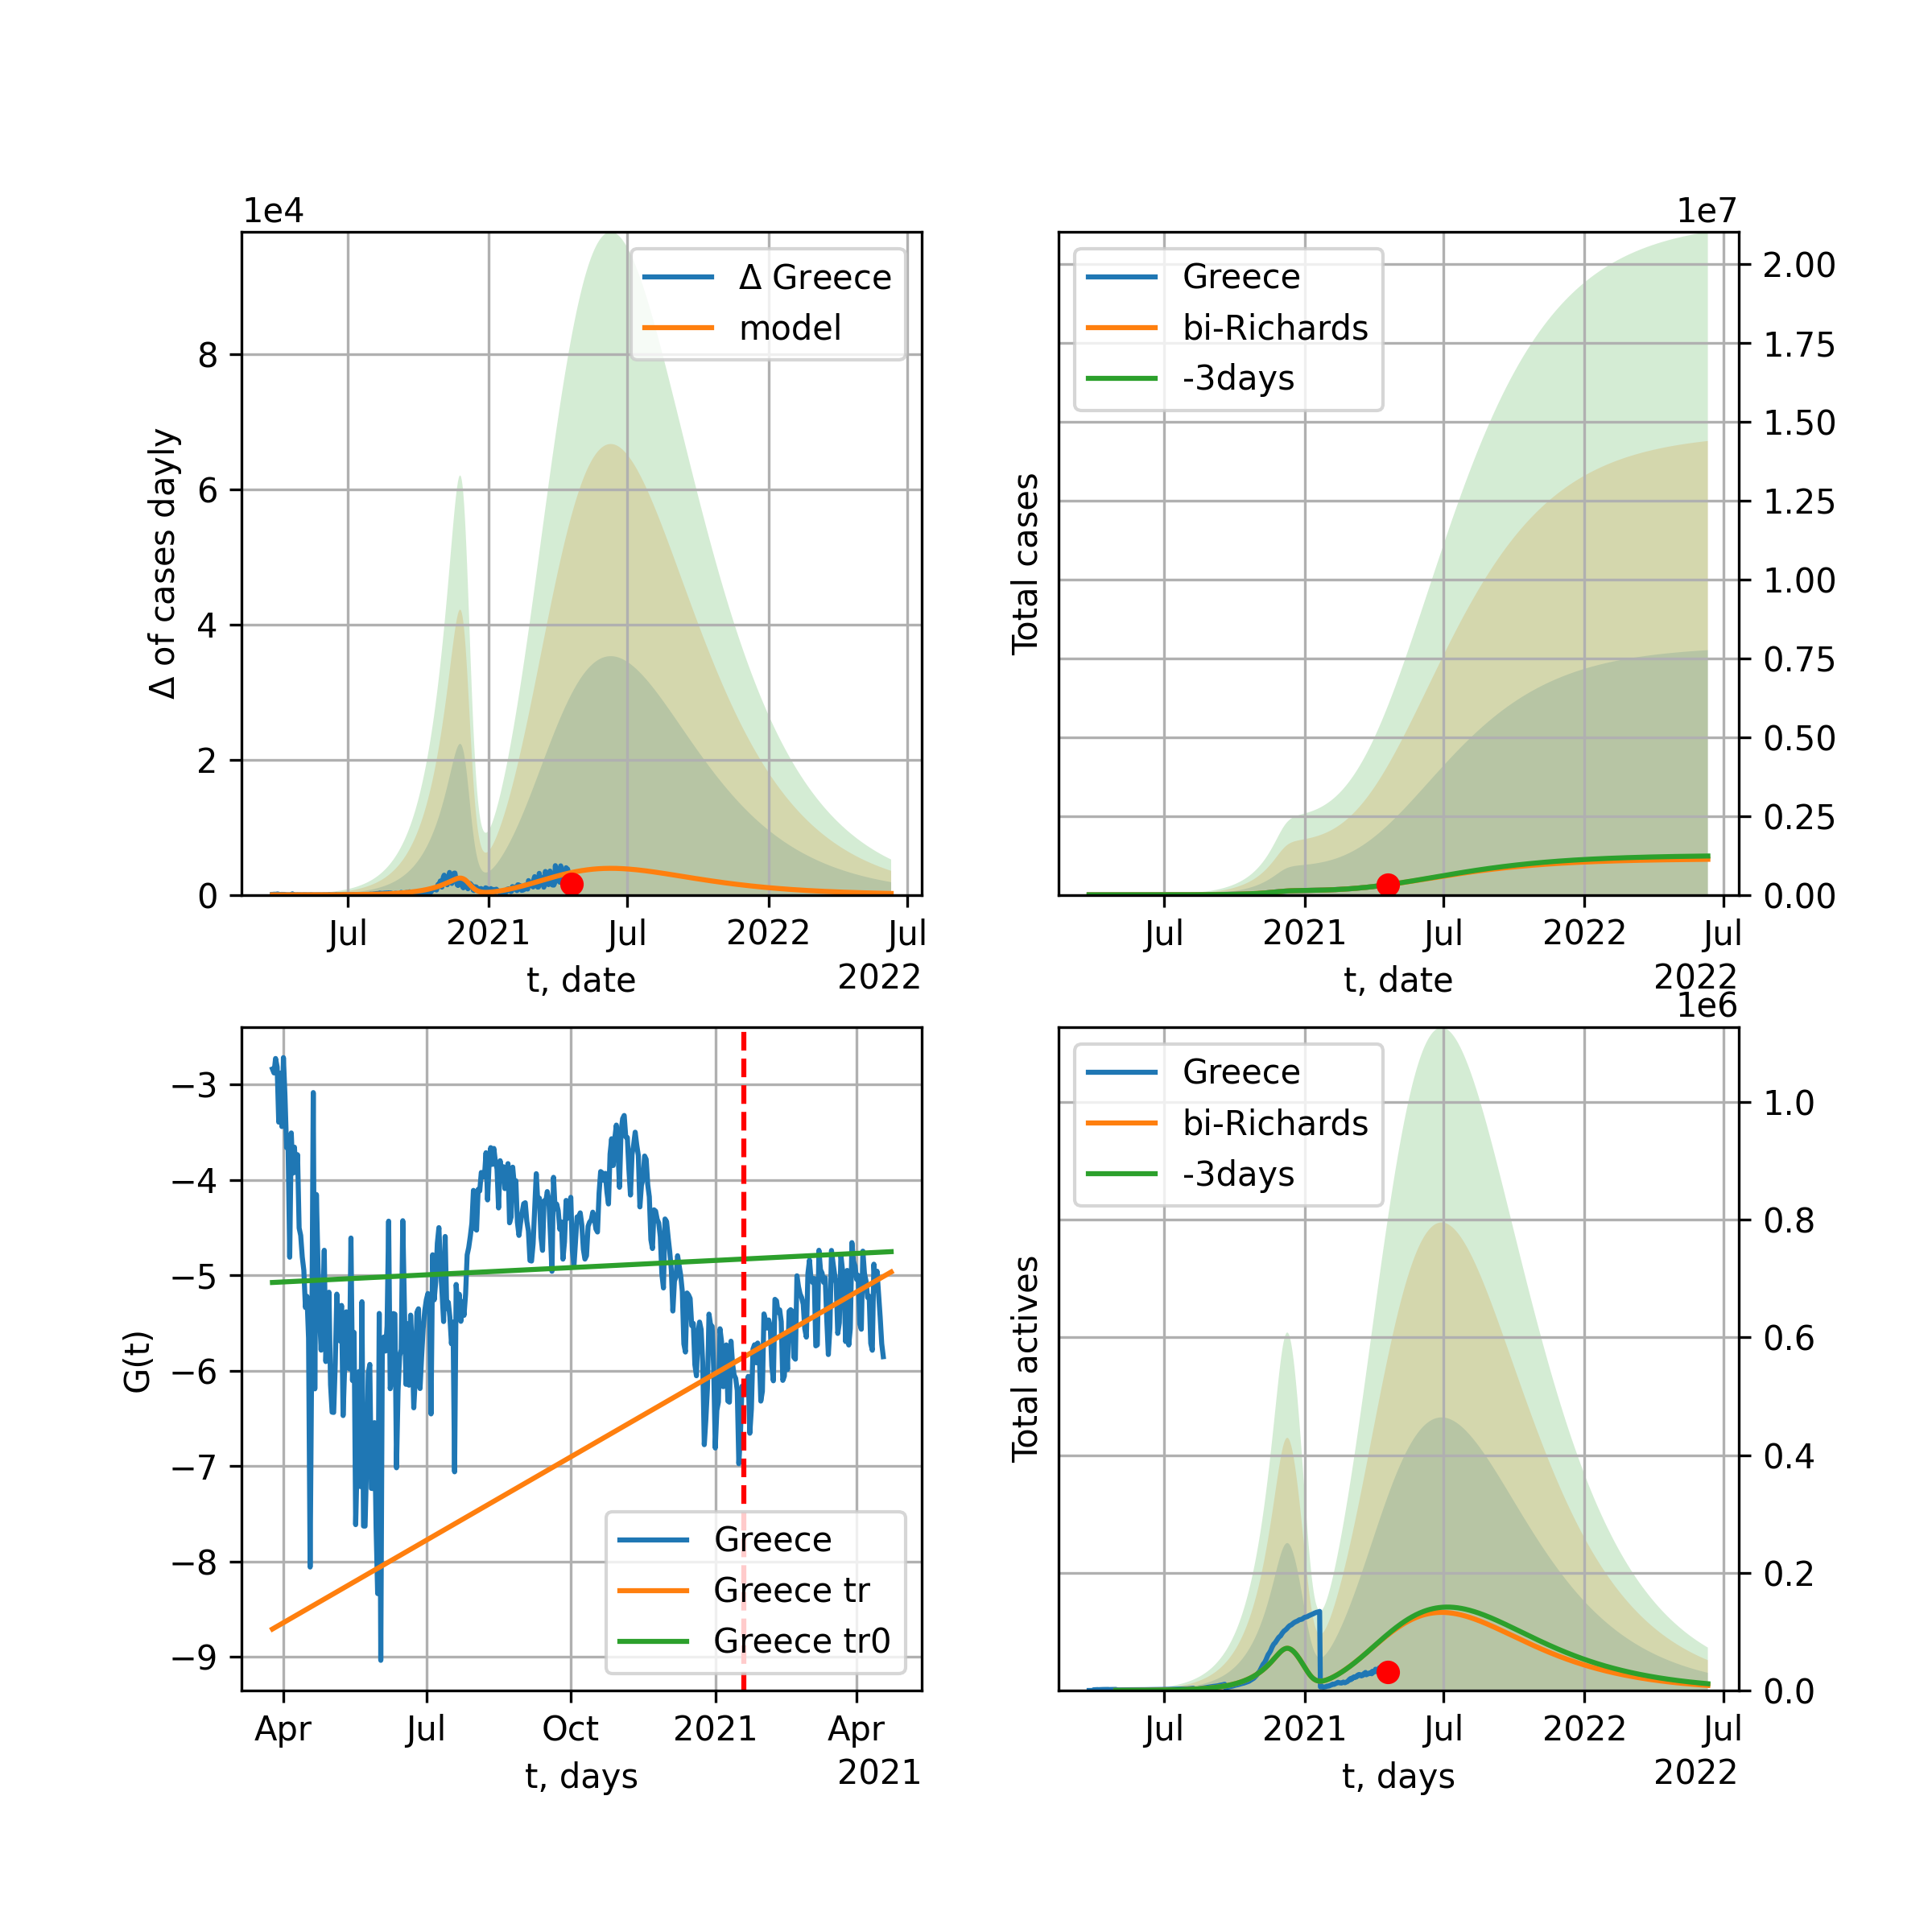 1e4
Δ of cases dayly
8
6
4
2
0
Δ Greece
model
Jul
2021
Jul
2022
Jul
t, date
2022
1e7
Total cases
Greece
bi-Richards
-3days
2.00
1.75
1.50
1.25
1.00
0.75
0.50
0.25
0.00
Jul
2021
Jul
2022
Jul
t, date
2022
G(t)
−3
−4
−5
−6
−7
−8
−9
Greece
Greece tr
Greece tr0
Apr
Jul
Oct
2021
Apr
t, days
2021
1e6
Total actives
Greece
bi-Richards
-3days
1.0
0.8
0.6
0.4
0.2
0.0
Jul
2021
Jul
2022
Jul
t, days
2022